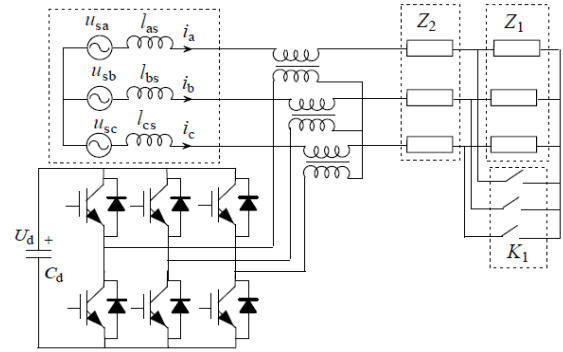 u_sa l_as i_a Z_2 Z_1
u_sb l_bs i_b
u_sc l_cs i_c
U_d +
C_d
K_1